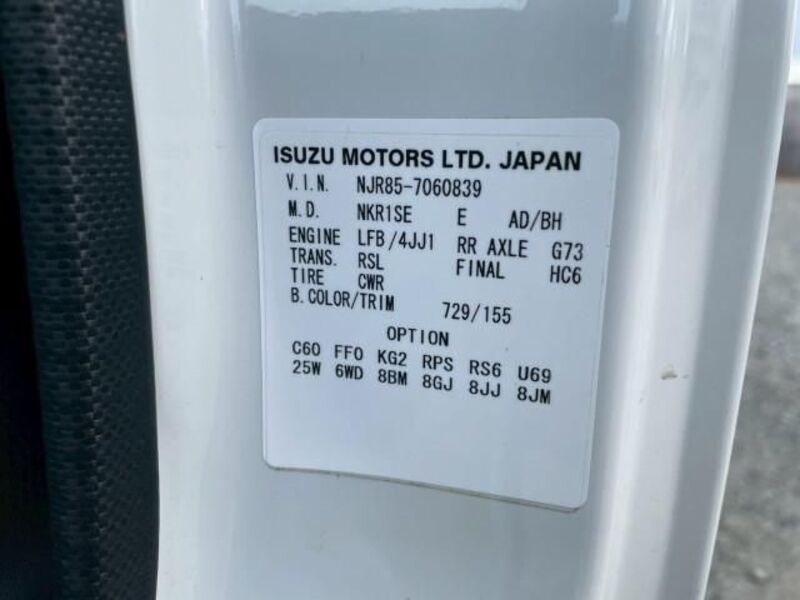 ISUZU MOTORS LTD. JAPAN
V.I.N. NJR85-7060839
M.D. NKR1SE E AD/BH
ENGINE LFB/4JJ1 RR AXLE G73
TRANS. RSL FINAL HC6
TIRE CWR
B.COLOR/TRIM 729/155
OPTION
C60 FF0 KG2 RPS RS6 U69
25W 6WD 8BM 8GJ 8JJ 8JM